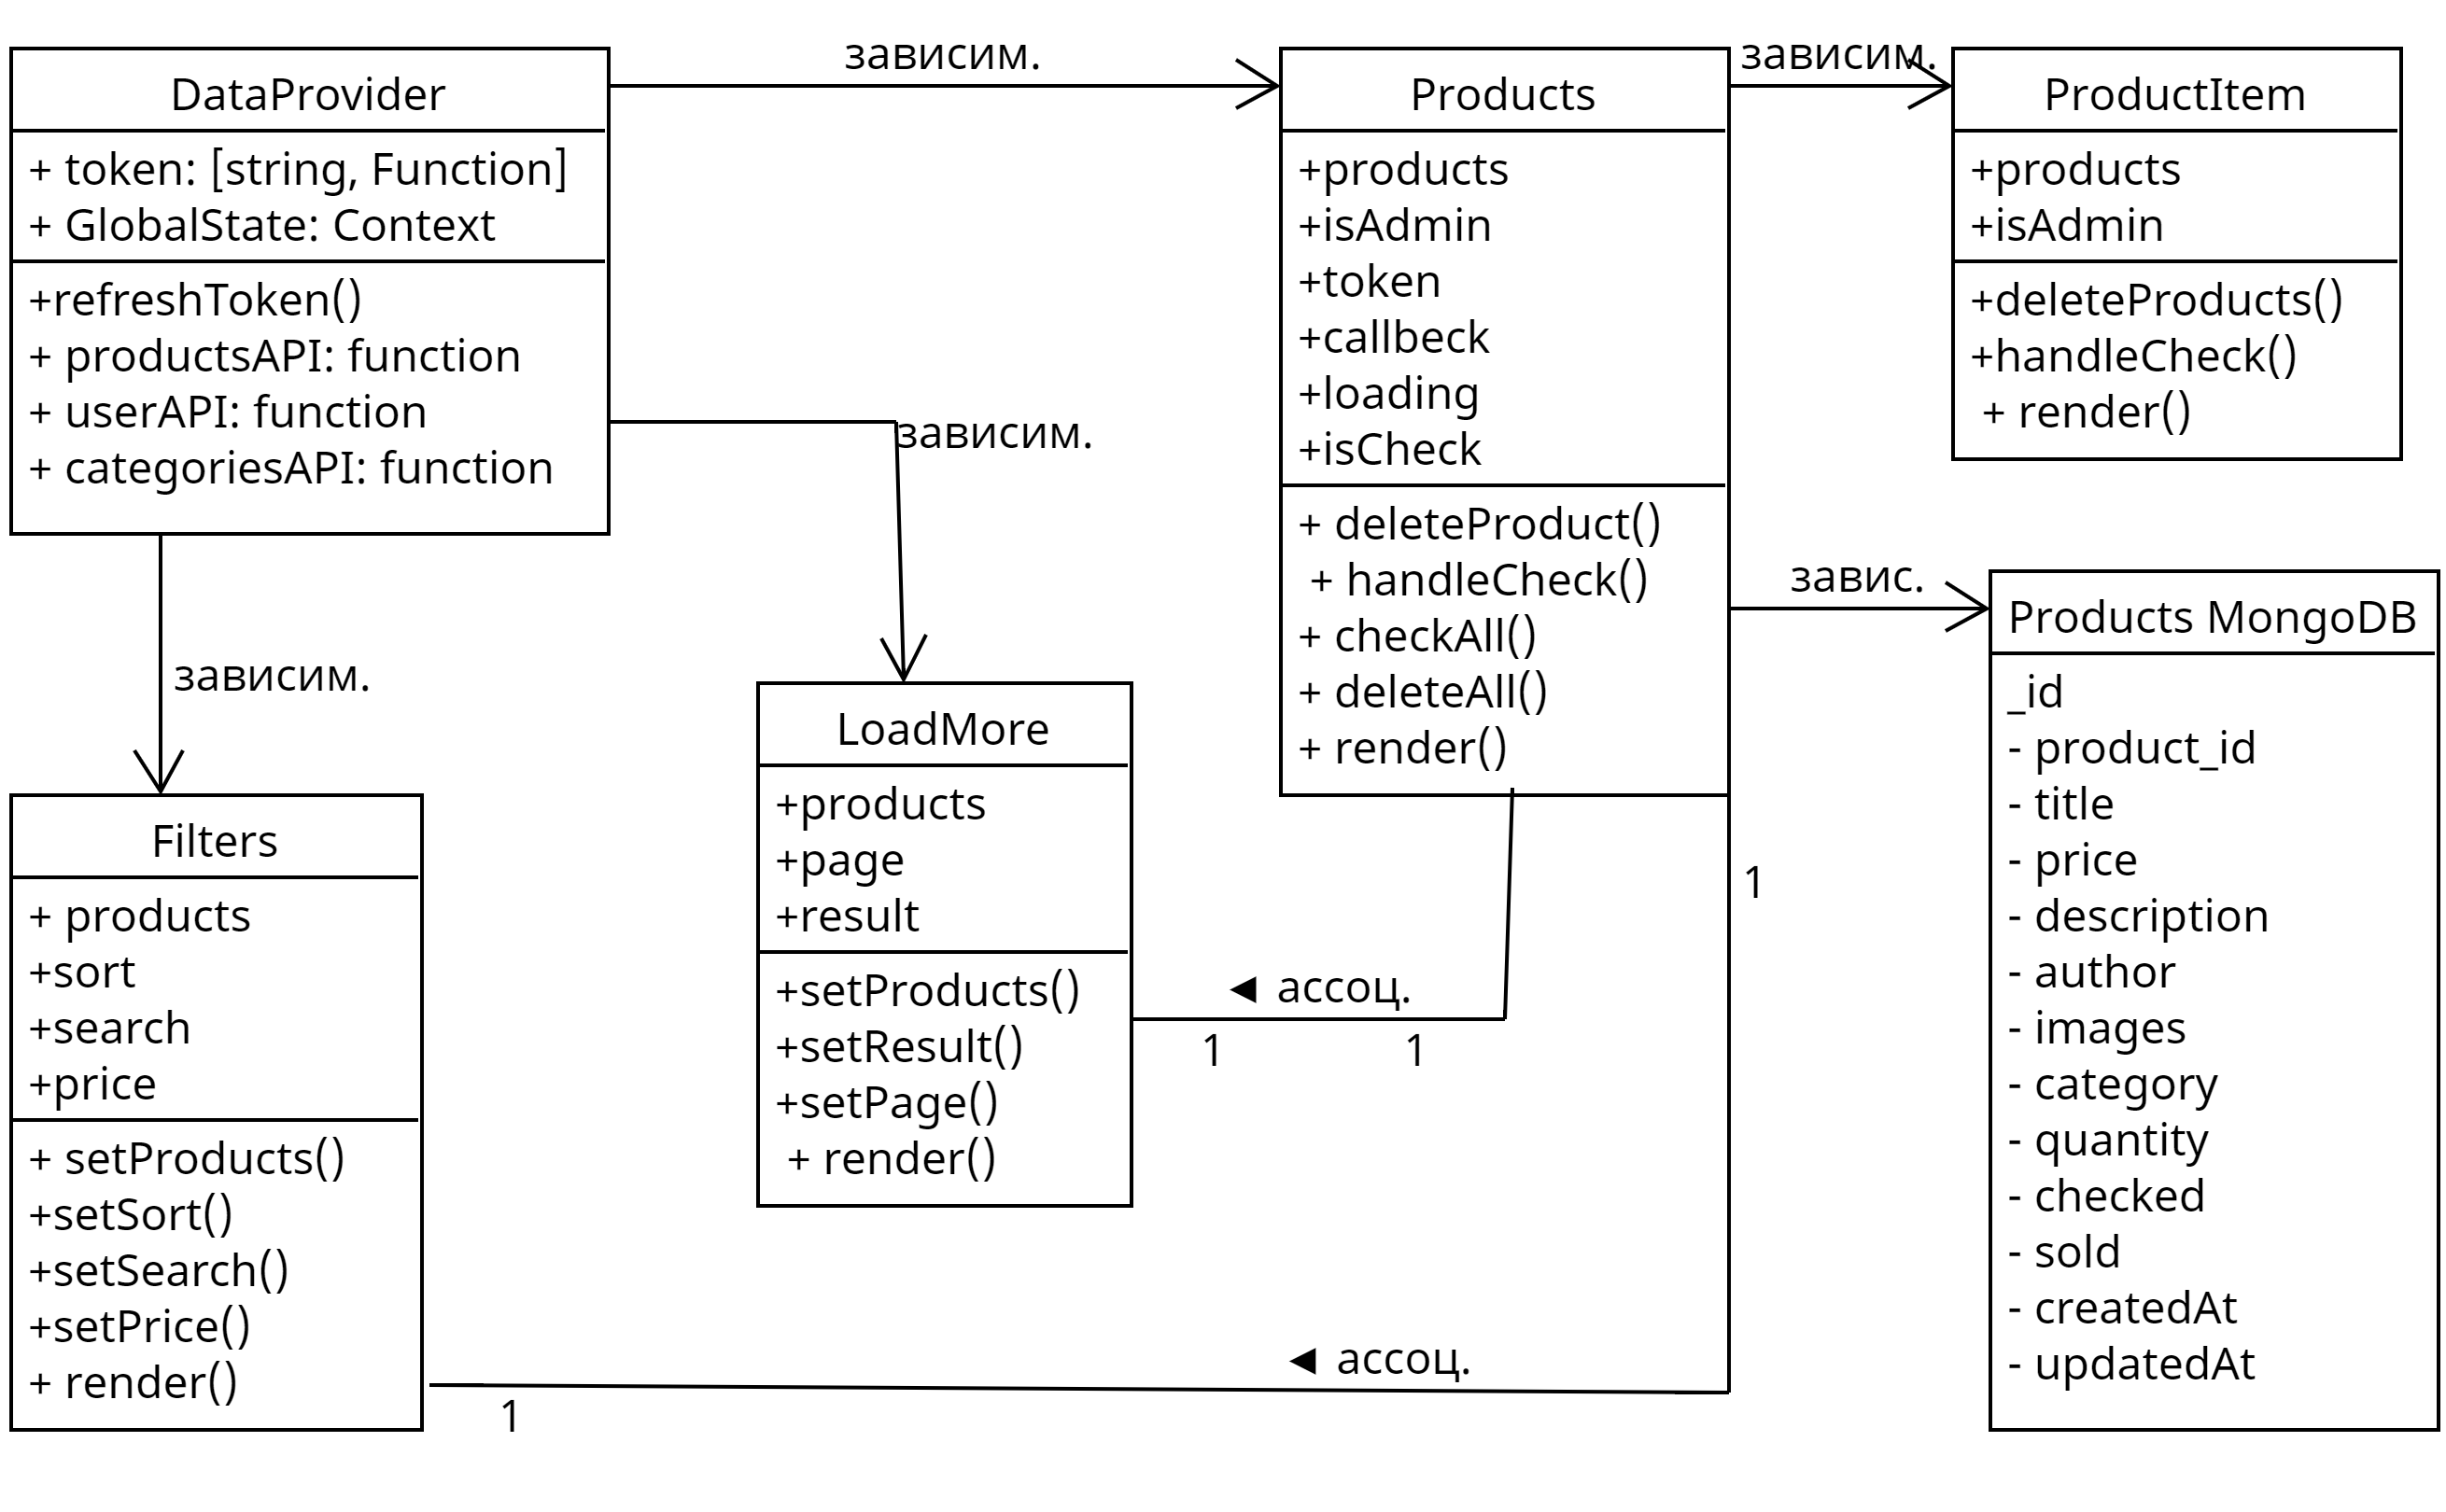 зависим.
зависим.
DataProvider
+ token: [string, Function]
+ GlobalState: Context
+refreshToken()
+ productsAPI: function
+ userAPI: function
+ categoriesAPI: function
Products
+products
+isAdmin
+token
+callbeck
+loading
+isCheck
+ deleteProduct()
+ handleCheck()
+ checkAll()
+ deleteAll()
+ render()
ProductItem
+products
+isAdmin
+deleteProducts()
+handleCheck()
+ render()
зависим.
завис.
зависим.
Products MongoDB
_id
- product_id
- title
- price
- description
- author
- images
- category
- quantity
- checked
- sold
- createdAt
- updatedAt
LoadMore
+products
+page
+result
+setProducts()
+setResult()
+setPage()
+ render()
Filters
+ products
+sort
+search
+price
+ setProducts()
+setSort()
+setSearch()
+setPrice()
+ render()
1
◄ ассоц.
1
1
◄ ассоц.
1